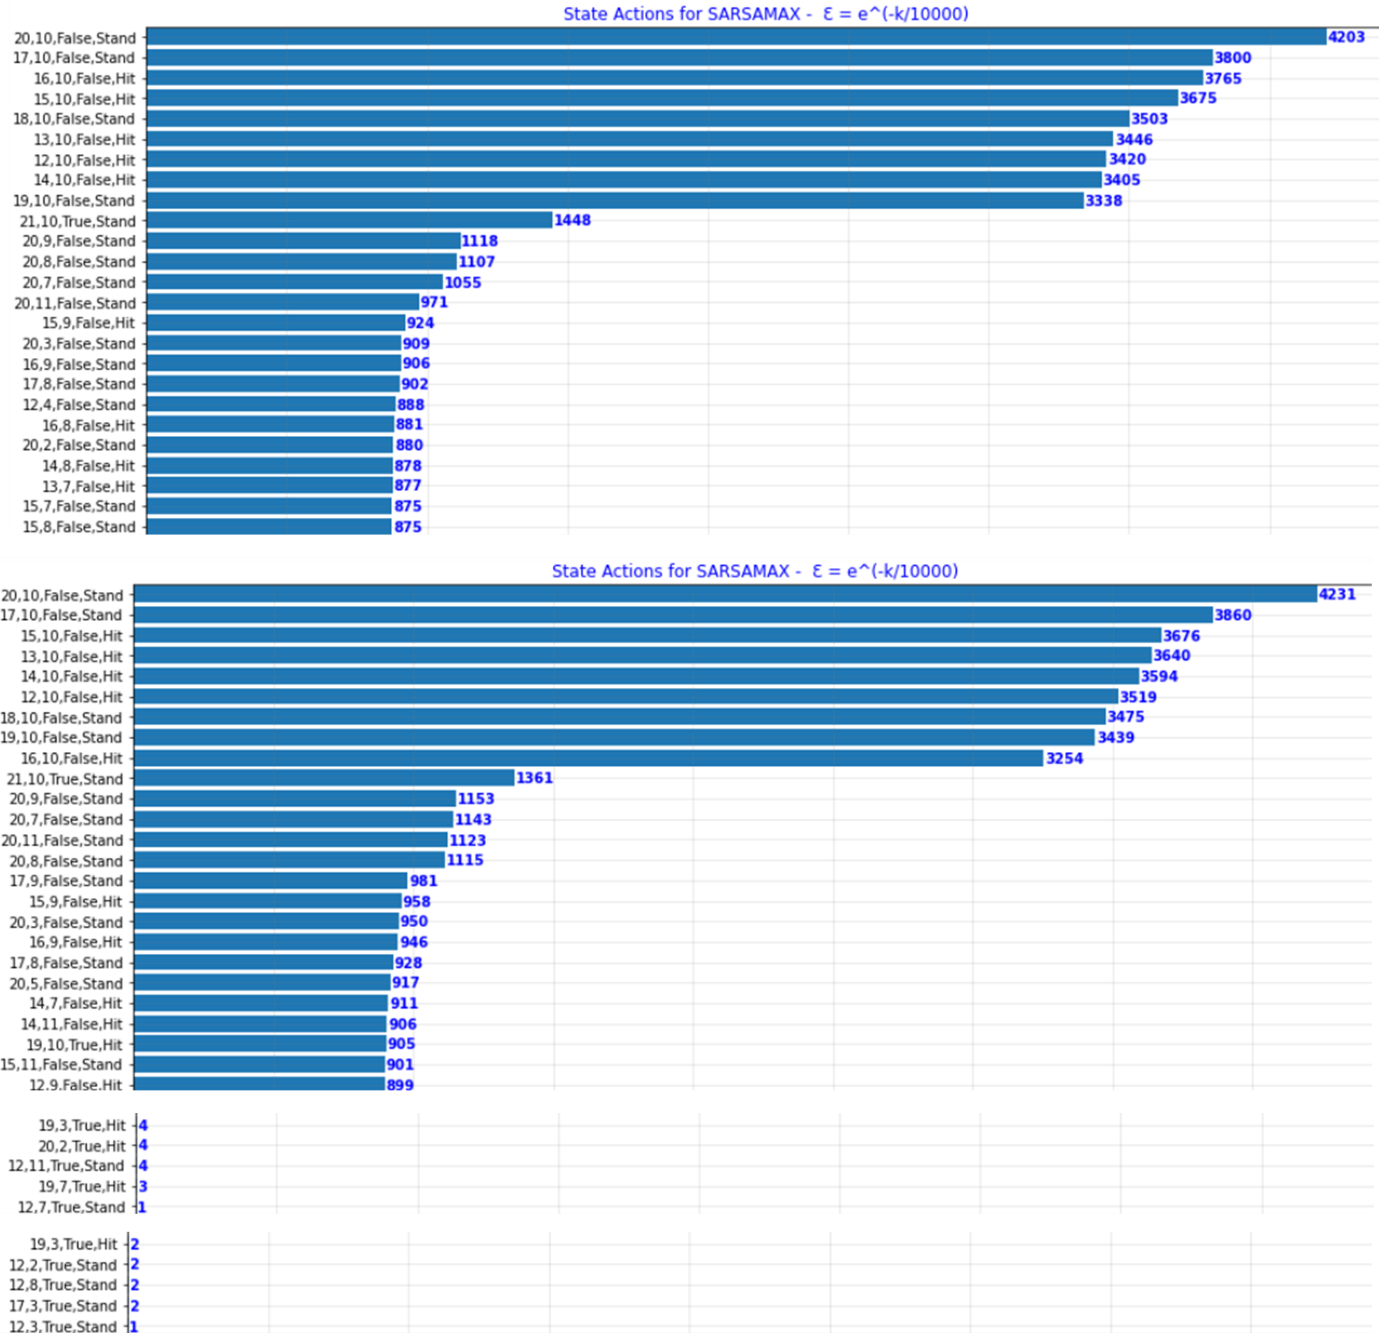 State Actions for SARSAMAX - Ɛ = e^(-k/10000)
20,10,False,Stand 4203
17,10,False,Stand 3800
16,10,False,Hit 3765
15,10,False,Hit 3675
18,10,False,Stand 3503
13,10,False,Hit 3446
12,10,False,Hit 3420
14,10,False,Hit 3405
19,10,False,Stand 3338
21,10,True,Stand 1448
20,9,False,Stand 1118
20,8,False,Stand 1107
20,7,False,Stand 1055
20,11,False,Stand 971
15,9,False,Hit 924
20,3,False,Stand 909
16,9,False,Hit 906
17,8,False,Stand 902
12,4,False,Stand 888
16,8,False,Hit 881
20,2,False,Stand 880
14,8,False,Hit 878
13,7,False,Hit 877
15,7,False,Stand 875
15,8,False,Stand 875
State Actions for SARSAMAX - Ɛ = e^(-k/10000)
20,10,False,Stand 4231
17,10,False,Stand 3860
15,10,False,Hit 3676
13,10,False,Hit 3640
14,10,False,Hit 3594
12,10,False,Hit 3519
18,10,False,Stand 3475
19,10,False,Stand 3439
16,10,False,Hit 3254
21,10,True,Stand 1361
20,9,False,Stand 1153
20,7,False,Stand 1143
20,11,False,Stand 1123
20,8,False,Stand 1115
17,9,False,Stand 981
15,9,False,Hit 958
20,3,False,Stand 950
16,9,False,Hit 946
17,8,False,Stand 928
20,5,False,Stand 917
14,7,False,Hit 911
14,11,False,Hit 906
19,10,True,Hit 905
15,11,False,Stand 901
12,9,False,Hit 899
19,3,True,Hit 4
20,2,True,Hit 4
12,11,True,Stand 4
19,7,True,Hit 3
12,7,True,Stand 1
19,3,True,Hit 2
12,2,True,Stand 2
12,8,True,Stand 2
17,3,True,Stand 2
12,3,True,Stand 1